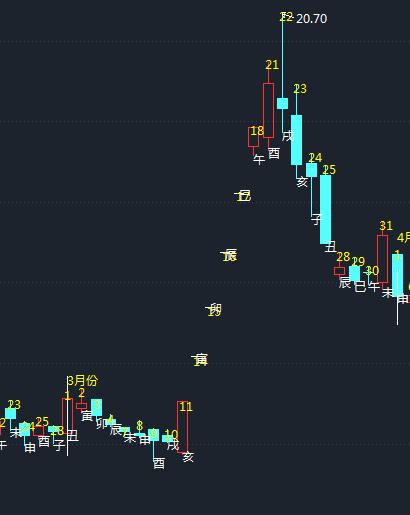 22 20.70
21
23
18
戌
午 酉
24
25
亥
巳
17
子
31
丑
4月
辰
16
28 29 30
1
辰 巳 午 未 申
卯
15
寅
14
3月份
1 2
23 11
25 8 10
28
丑 寅 卯 辰 未 申 戌
未 申 酉 子
酉 亥